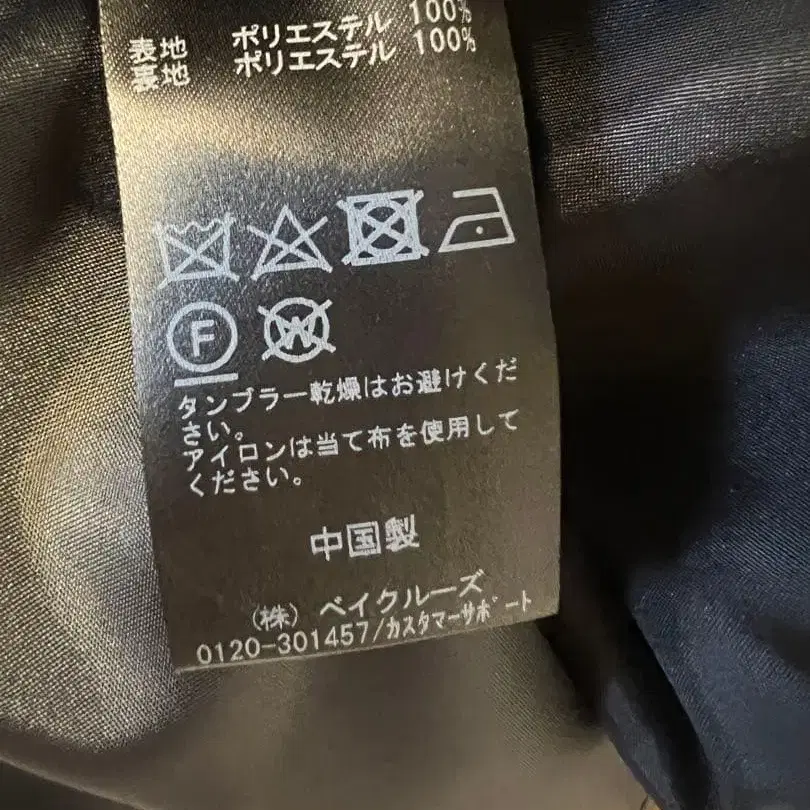 表地 ポリエステル 100%
裏地 ポリエステル 100%
F W
タンブラー乾燥はお避けくだ
さい。
アイロンは当て布を使用して
ください。
中国製
(株) ベイクルーズ
0120-301457/カスタマーサポート